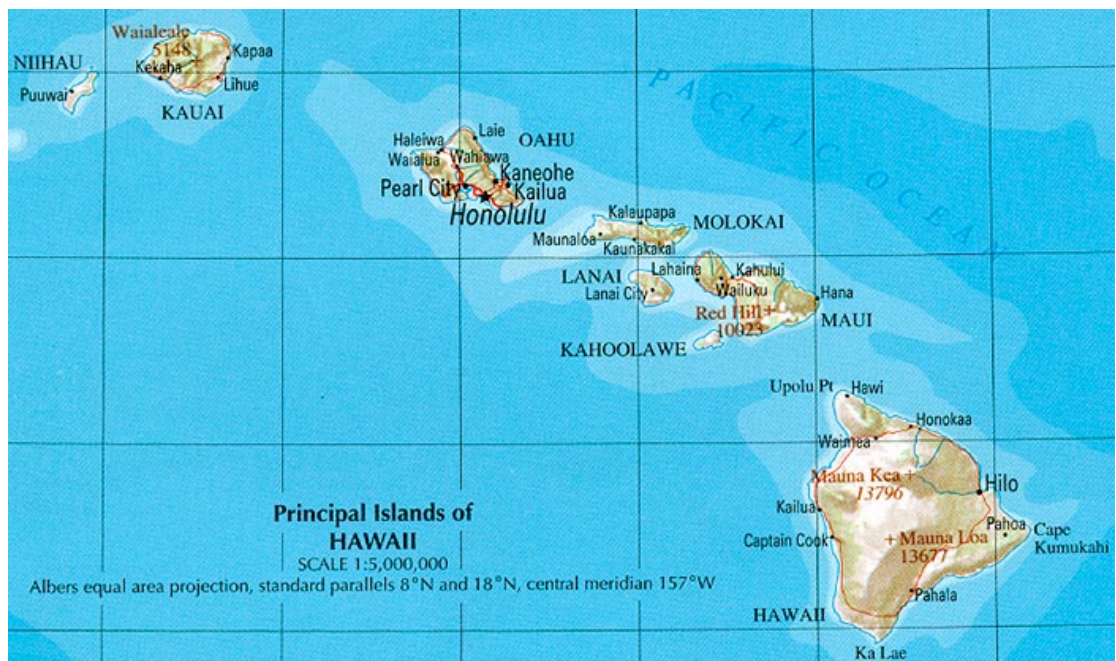 Waialeale
5148
Kapaa
NIIHAU
Kekaha
Lihue
Puuwai
KAUAI
PACIFIC OCEAN
Laie
OAHU
Haleiwa
Waialua
Wahiawa
Kaneohe
Pearl City
Kailua
Honolulu
Kalaupapa
MOLOKAI
Maunaloa
Kaunakakai
LANAI
Lahaina
Kahului
Lanai City
Wailuku
Hana
Red Hill
10023
MAUI
KAHOOLAWE
Upolu Pt
Hawi
Honokaa
Waimea
Mauna Kea
13796
Hilo
Kailua
Pahoa
Cape
Kumukahi
Captain Cook
Mauna Loa
13677
Pahala
HAWAII
Ka Lae
Principal Islands of
HAWAII
SCALE 1:5,000,000
Albers equal area projection, standard parallels 8°N and 18°N, central meridian 157°W